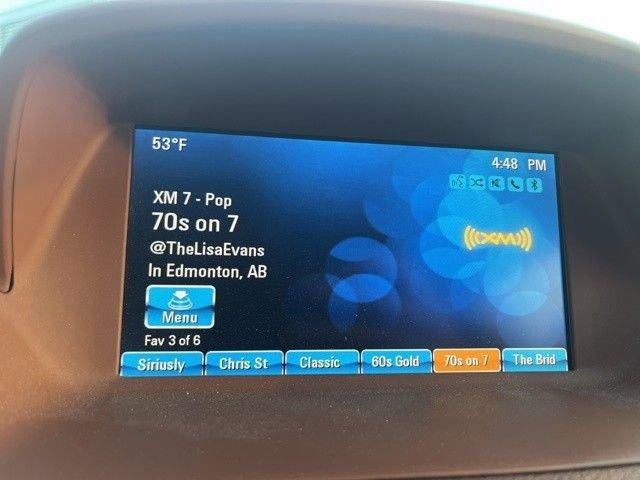 53°F
4:48 PM
XM 7 - Pop
70s on 7
@TheLisaEvans
In Edmonton, AB
((XM))
Menu
Fav 3 of 6
Siriusly
Chris St
Classic
60s Gold
70s on 7
The Brid